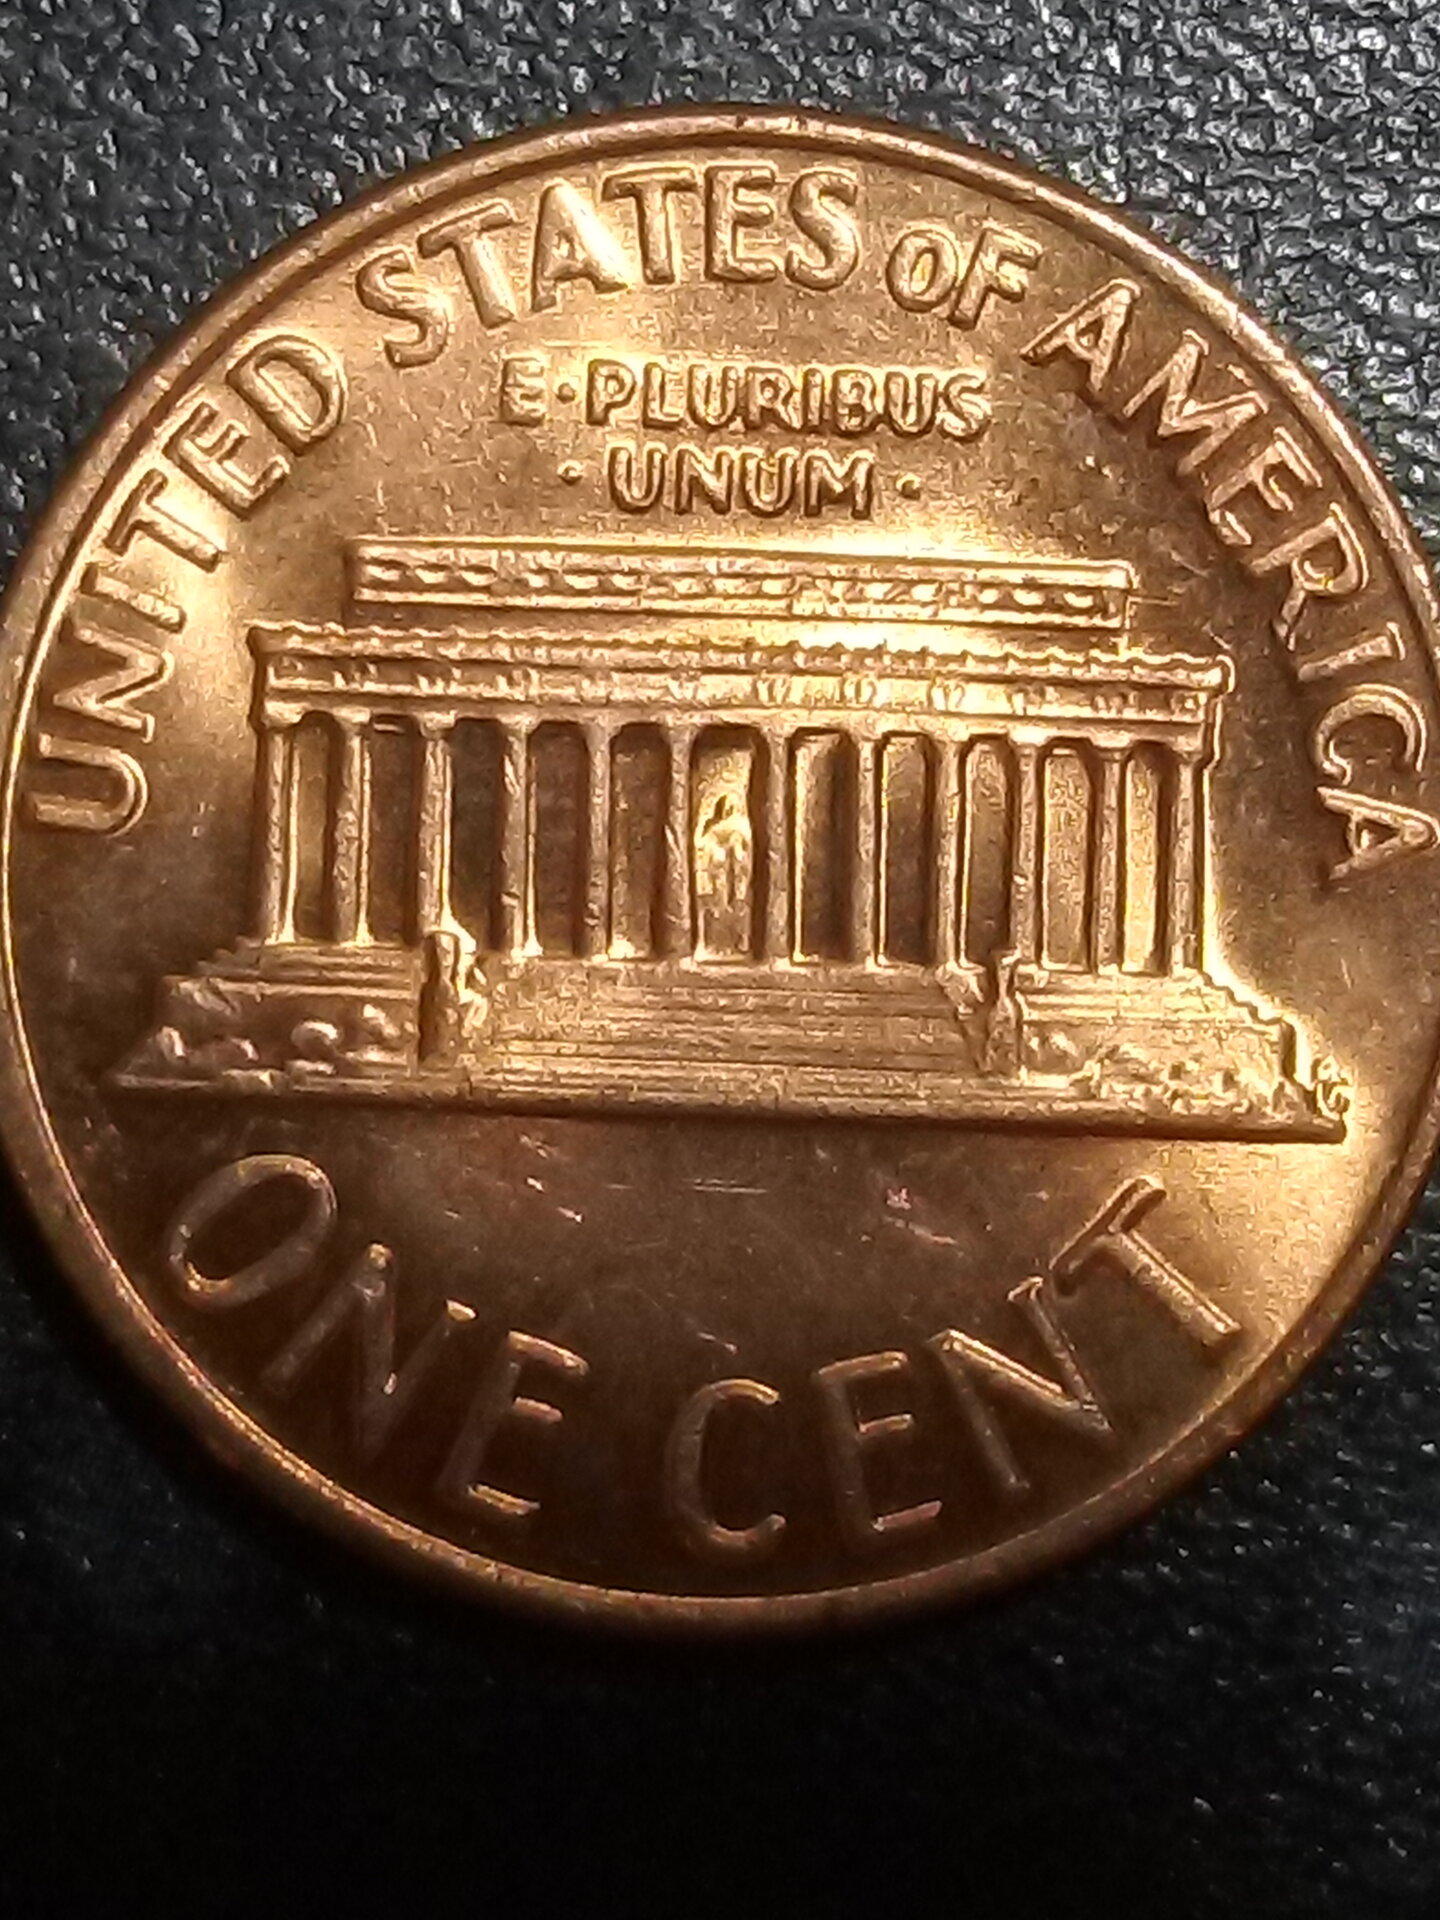 UNITED STATES OF AMERICA
E·PLURIBUS
·UNUM·
ONE CENT